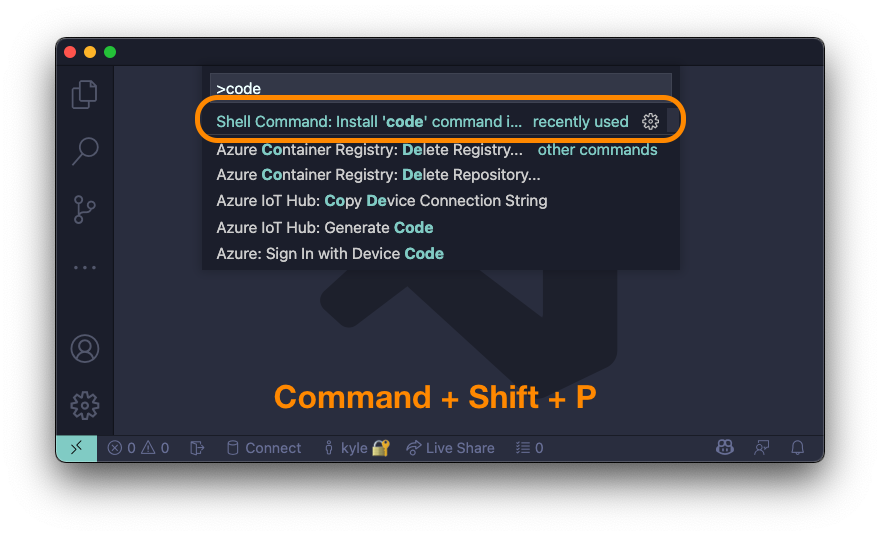 >code
Shell Command: Install 'code' command i... recently used
Azure Container Registry: Delete Registry... other commands
Azure Container Registry: Delete Repository...
Azure IoT Hub: Copy Device Connection String
Azure IoT Hub: Generate Code
Azure: Sign In with Device Code
Command + Shift + P
0 0 Connect kyle Live Share 0